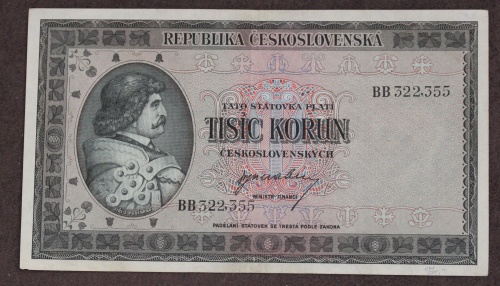 REPUBLIKA ČESKOSLOVENSKÁ
BB 322,355
TATO STÁTOVKA PLATÍ
TISÍC KORUN
ČESKOSLOVENSKÝCH
MINISTR FINANCÍ
BB 322,355
PADĚLÁNÍ STÁTOVEK SE TRESTÁ PODLE ZÁKONA